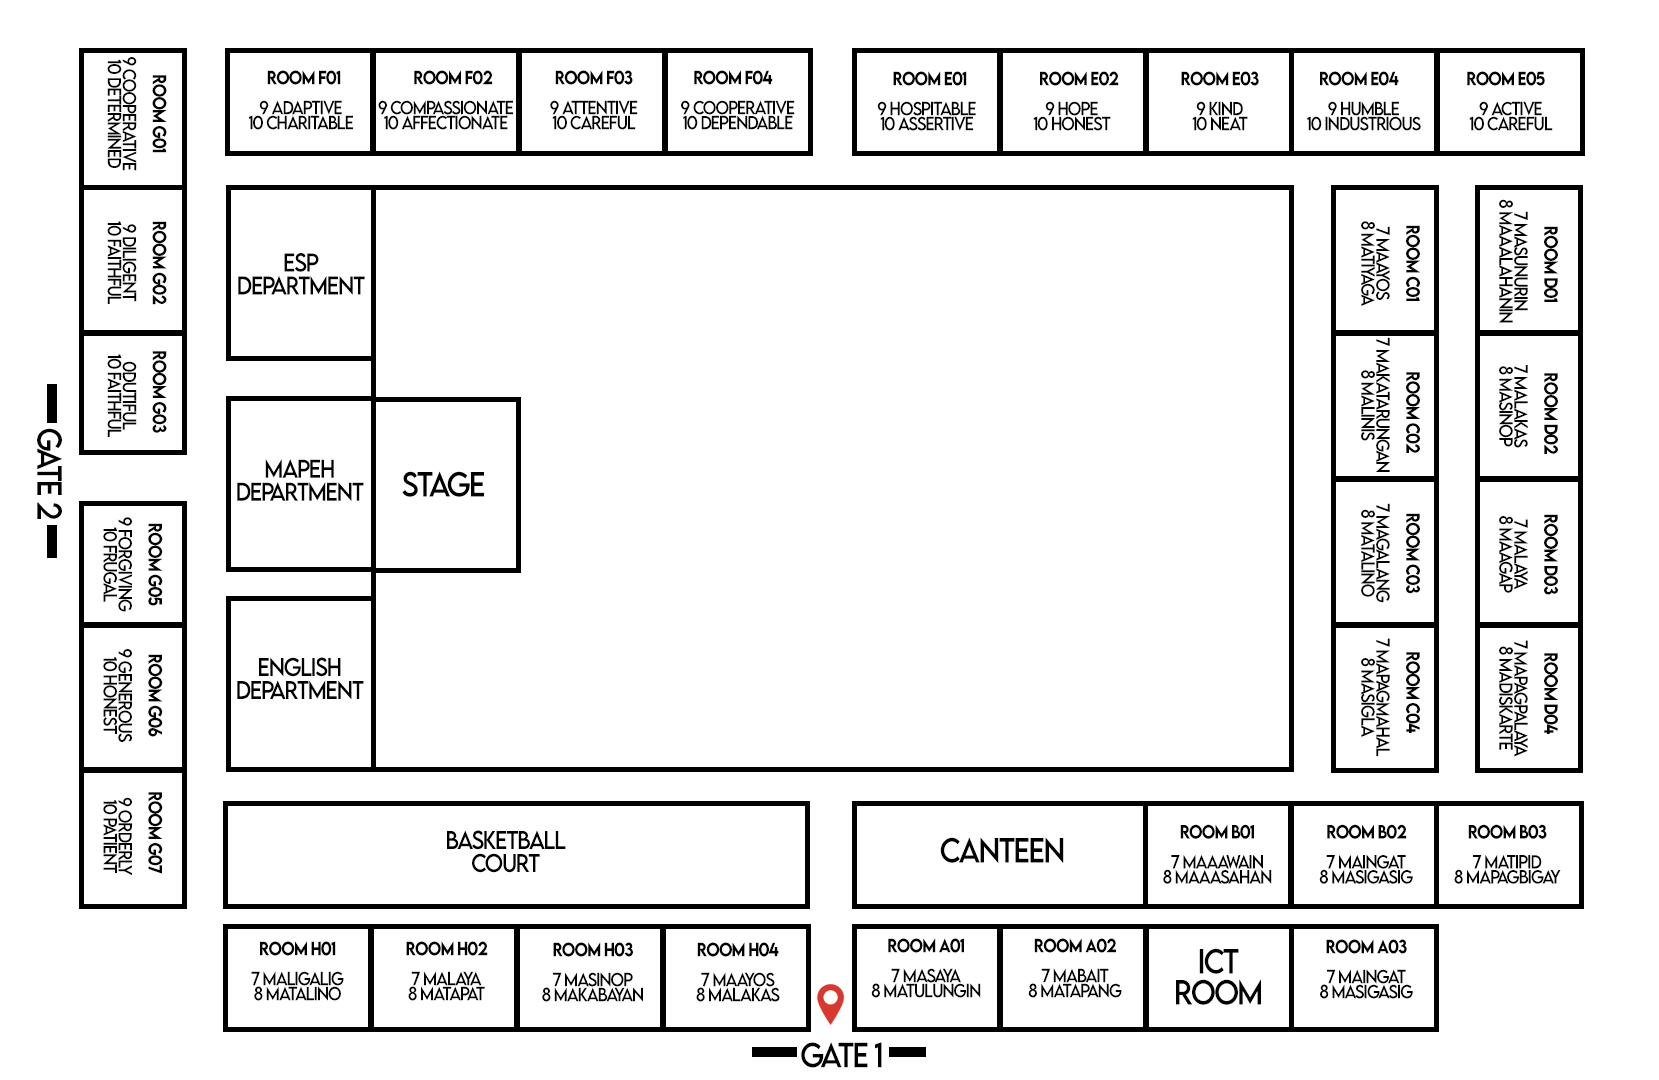 ROOM G01
9 COOPERATIVE
10 DETERMINED
ROOM G02
9 DILIGENT
10 FAITHFUL
ROOM G03
0DUTIFUL
10 FAITHFUL
GATE 2
ROOM G05
9 FORGIVING
10 FRUGAL
ROOM G06
9 GENEROUS
10 HONEST
ROOM G07
9 ORDERLY
10 PATIENT
ROOM F01
9 ADAPTIVE
10 CHARITABLE
ROOM F02
9 COMPASSIONATE
10 AFFECTIONATE
ROOM F03
9 ATTENTIVE
10 CAREFUL
ROOM F04
9 COOPERATIVE
10 DEPENDABLE
ROOM E01
9 HOSPITABLE
10 ASSERTIVE
ROOM E02
9 HOPE
10 HONEST
ROOM E03
9 KIND
10 NEAT
ROOM E04
9 HUMBLE
10 INDUSTRIOUS
ROOM E05
9 ACTIVE
10 CAREFUL
ESP
DEPARTMENT
MAPEH
DEPARTMENT
STAGE
ENGLISH
DEPARTMENT
ROOM C01
7 MAAYOS
8 MATIYAGA
ROOM C02
7 MAKATARUNGAN
8 MALINIS
ROOM C03
7 MAGALANG
8 MATALINO
ROOM C04
7 MAPAGMAHAL
8 MASIGLA
ROOM D01
7 MASUNURIN
8 MAAALAHANIN
ROOM D02
7 MALAKAS
8 MASINOP
ROOM D03
7 MALAYA
8 MAAGAP
ROOM D04
7 MAPAGPALAYA
8 MADISKARTE
BASKETBALL
COURT
CANTEEN
ROOM B01
7 MAAAWAIN
8 MAAASAHAN
ROOM B02
7 MAINGAT
8 MASIGASIG
ROOM B03
7 MATIPID
8 MAPAGBIGAY
ROOM H01
7 MALIGALIG
8 MATALINO
ROOM H02
7 MALAYA
8 MATAPAT
ROOM H03
7 MASINOP
8 MAKABAYAN
ROOM H04
7 MAAYOS
8 MALAKAS
ROOM A01
7 MASAYA
8 MATULUNGIN
ROOM A02
7 MABAIT
8 MATAPANG
ICT
ROOM
ROOM A03
7 MAINGAT
8 MASIGASIG
GATE 1